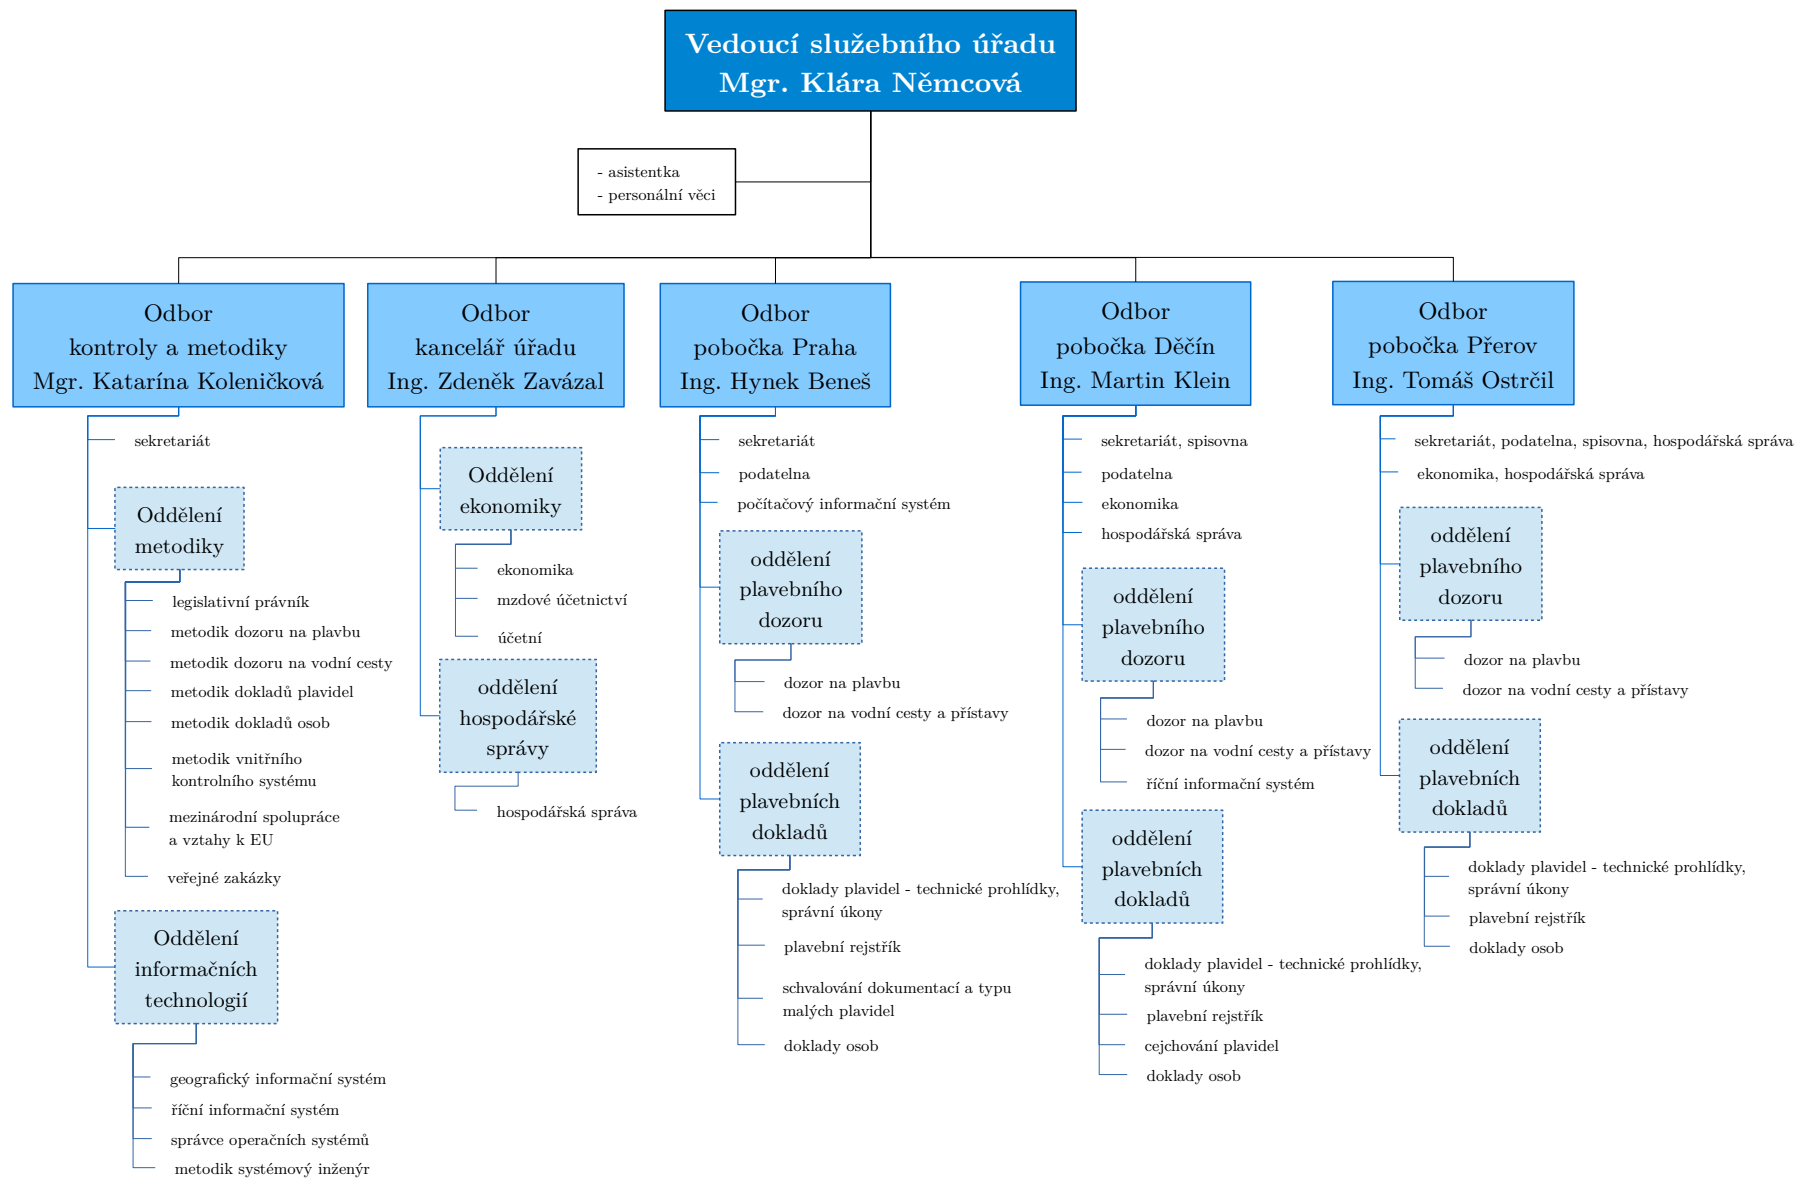 Vedoucí služebního úřadu
Mgr. Klára Němcová
- asistentka
- personální věci
Odbor
kontroly a metodiky
Mgr. Katarína Koleničková
sekretariát
Oddělení
metodiky
legislativní právník
metodik dozoru na plavbu
metodik dozoru na vodní cesty
metodik dokladů plavidel
metodik dokladů osob
metodik vnitřního
kontrolního systému
mezinárodní spolupráce
a vztahy k EU
veřejné zakázky
Oddělení
informačních
technologií
geografický informační systém
říční informační systém
správce operačních systémů
metodik systémový inženýr
Odbor
kancelář úřadu
Ing. Zdeněk Zavázal
Oddělení
ekonomiky
ekonomika
mzdové účetnictví
účetní
oddělení
hospodářské
správy
hospodářská správa
Odbor
pobočka Praha
Ing. Hynek Beneš
sekretariát
podatelna
počítačový informační systém
oddělení
plavebního
dozoru
dozor na plavbu
dozor na vodní cesty a přístavy
oddělení
plavebních
dokladů
doklady plavidel - technické prohlídky,
správní úkony
plavební rejstřík
schvalování dokumentací a typu
malých plavidel
doklady osob
Odbor
pobočka Děčín
Ing. Martin Klein
sekretariát, spisovna
podatelna
ekonomika
hospodářská správa
oddělení
plavebního
dozoru
dozor na plavbu
dozor na vodní cesty a přístavy
říční informační systém
oddělení
plavebních
dokladů
doklady plavidel - technické prohlídky,
správní úkony
plavební rejstřík
cejchování plavidel
doklady osob
Odbor
pobočka Přerov
Ing. Tomáš Ostrčil
sekretariát, podatelna, spisovna, hospodářská správa
ekonomika, hospodářská správa
oddělení
plavebního
dozoru
dozor na plavbu
dozor na vodní cesty a přístavy
oddělení
plavebních
dokladů
doklady plavidel - technické prohlídky,
správní úkony
plavební rejstřík
doklady osob